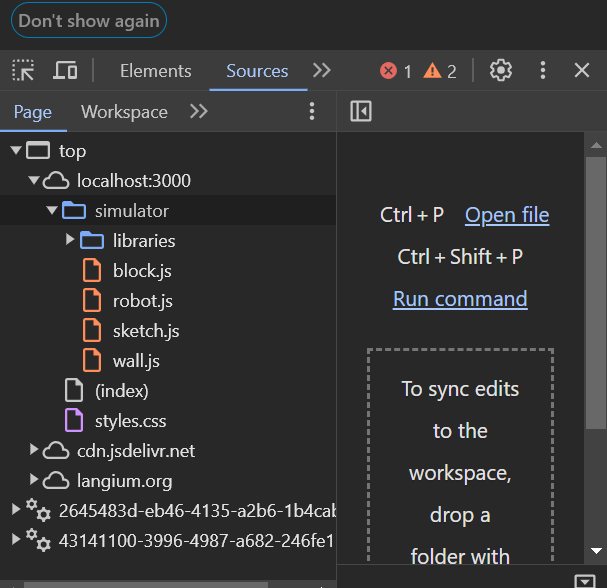 Don't show again
Elements Sources 1 2
Page Workspace
top
localhost:3000
simulator
libraries
block.js
robot.js
sketch.js
wall.js
(index)
styles.css
cdn.jsdelivr.net
langium.org
2645483d-eb46-4135-a2b6-1b4cab
43141100-3996-4987-a682-246fe1
Ctrl + P Open file
Ctrl + Shift + P
Run command
To sync edits
to the
workspace,
drop a
folder with